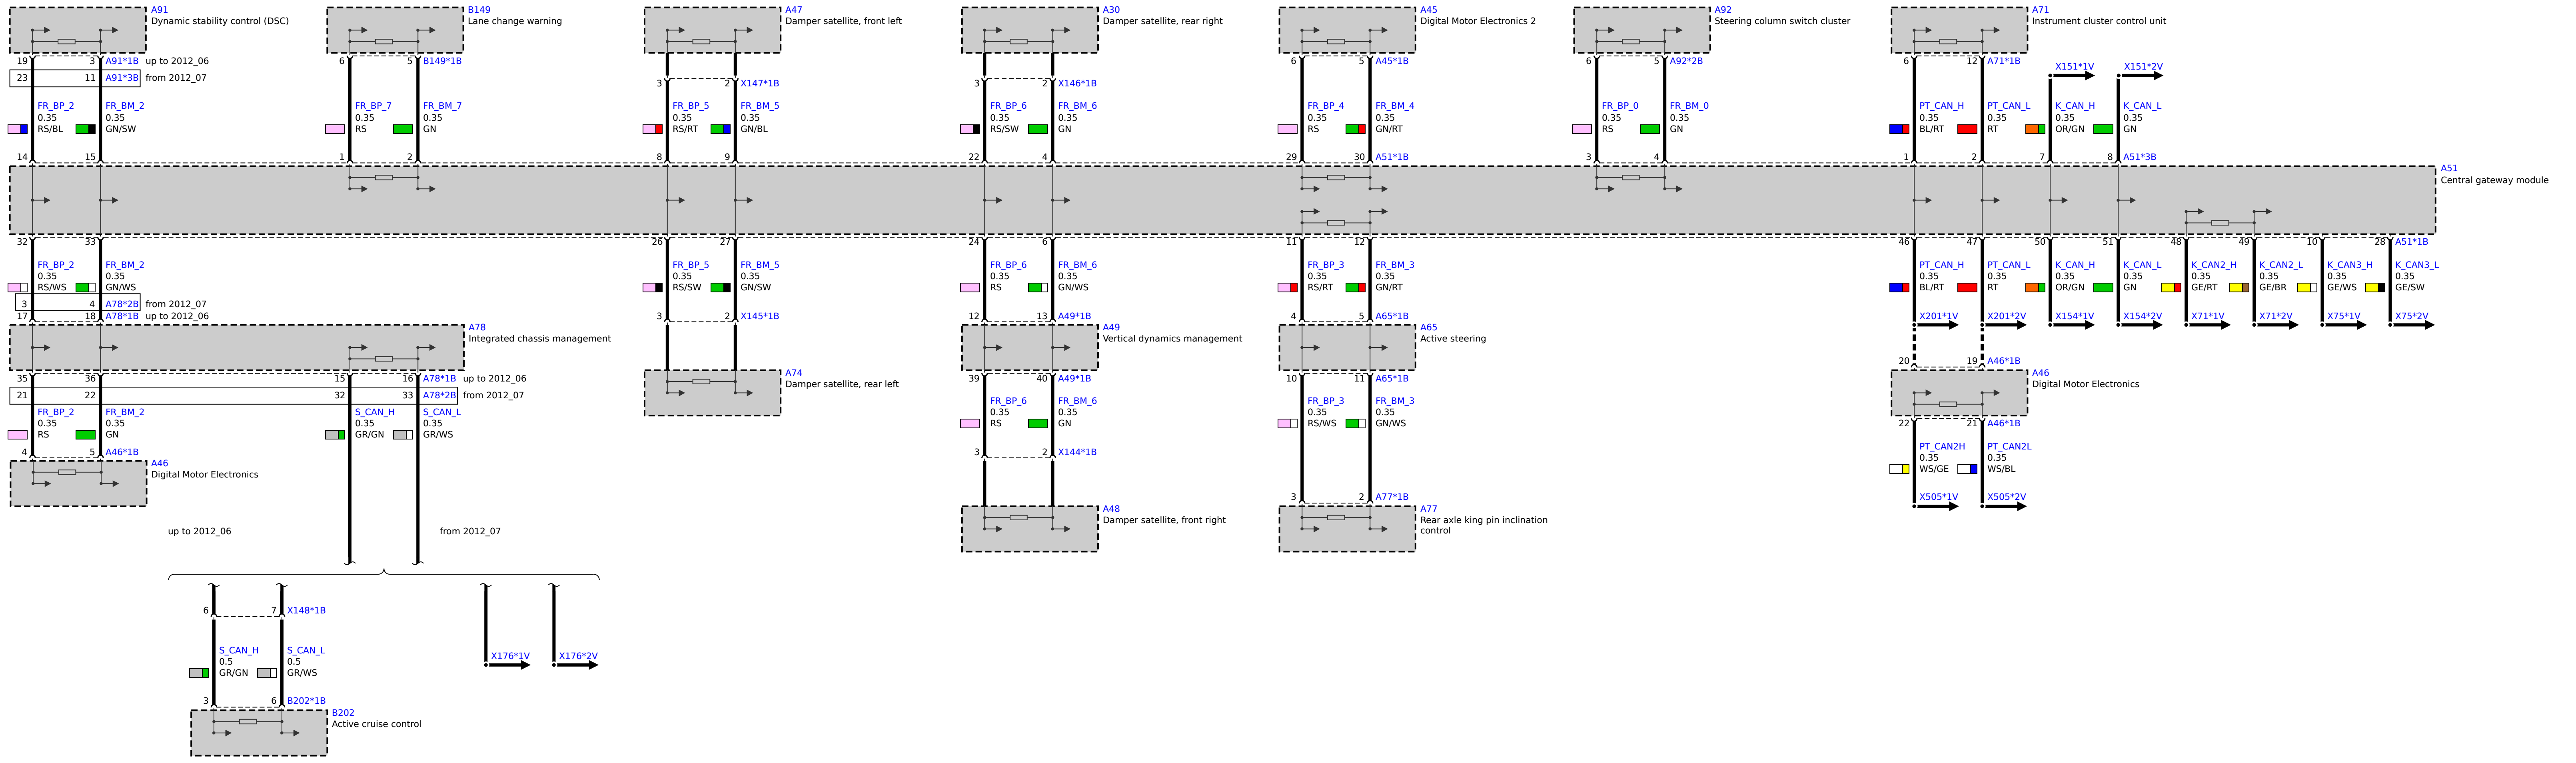 A91
Dynamic stability control (DSC)
B149
Lane change warning
A47
Damper satellite, front left
A30
Damper satellite, rear right
A45
Digital Motor Electronics 2
A92
Steering column switch cluster
A71
Instrument cluster control unit
19 3 A91*1B up to 2012_06
23 11 A91*3B from 2012_07
6 5 B149*1B
3 2 X147*1B
3 2 X146*1B
6 5 A45*1B
6 5 A92*2B
6 12 A71*1B
X151*1V X151*2V
FR_BP_2
0.35
RS/BL
FR_BM_2
0.35
GN/SW
FR_BP_7
0.35
RS
FR_BM_7
0.35
GN
FR_BP_5
0.35
RS/RT
FR_BM_5
0.35
GN/BL
FR_BP_6
0.35
RS/SW
FR_BM_6
0.35
GN
FR_BP_4
0.35
RS
FR_BM_4
0.35
GN/RT
FR_BP_0
0.35
RS
FR_BM_0
0.35
GN
PT_CAN_H
0.35
BL/RT
PT_CAN_L
0.35
RT
K_CAN_H
0.35
OR/GN
K_CAN_L
0.35
GN
14 15 1 2 8 9 22 4 29 30 A51*1B 3 4 1 2 7 8 A51*3B
A51
Central gateway module
32 33 26 27 24 6 11 12 46 47 50 51 48 49 10 28 A51*1B
FR_BP_2
0.35
RS/WS
FR_BM_2
0.35
GN/WS
FR_BP_5
0.35
RS/SW
FR_BM_5
0.35
GN/SW
FR_BP_6
0.35
RS
FR_BM_6
0.35
GN/WS
FR_BP_3
0.35
RS/RT
FR_BM_3
0.35
GN/RT
PT_CAN_H
0.35
BL/RT
PT_CAN_L
0.35
RT
K_CAN_H
0.35
OR/GN
K_CAN_L
0.35
GN
K_CAN2_H
0.35
GE/RT
K_CAN2_L
0.35
GE/BR
K_CAN3_H
0.35
GE/WS
K_CAN3_L
0.35
GE/SW
3 4 A78*2B from 2012_07
17 18 A78*1B up to 2012_06
3 2 X145*1B
12 13 A49*1B
4 5 A65*1B
X201*1V X201*2V X154*1V X154*2V X71*1V X71*2V X75*1V X75*2V
A78
Integrated chassis management
A49
Vertical dynamics management
A65
Active steering
20 19 A46*1B
A74
Damper satellite, rear left
A46
Digital Motor Electronics
35 36 15 16 A78*1B up to 2012_06
21 22 32 33 A78*2B from 2012_07
39 40 A49*1B
10 11 A65*1B
FR_BP_2
0.35
RS
FR_BM_2
0.35
GN
S_CAN_H
0.35
GR/GN
S_CAN_L
0.35
GR/WS
FR_BP_6
0.35
RS
FR_BM_6
0.35
GN
FR_BP_3
0.35
RS/WS
FR_BM_3
0.35
GN/WS
22 21 A46*1B
PT_CAN2H
0.35
WS/GE
PT_CAN2L
0.35
WS/BL
4 5 A46*1B
3 2 X144*1B
A46
Digital Motor Electronics
3 2 A77*1B
X505*1V X505*2V
A48
Damper satellite, front right
A77
Rear axle king pin inclination
control
up to 2012_06
from 2012_07
6 7 X148*1B
S_CAN_H
0.5
GR/GN
S_CAN_L
0.5
GR/WS
X176*1V X176*2V
3 6 B202*1B
B202
Active cruise control